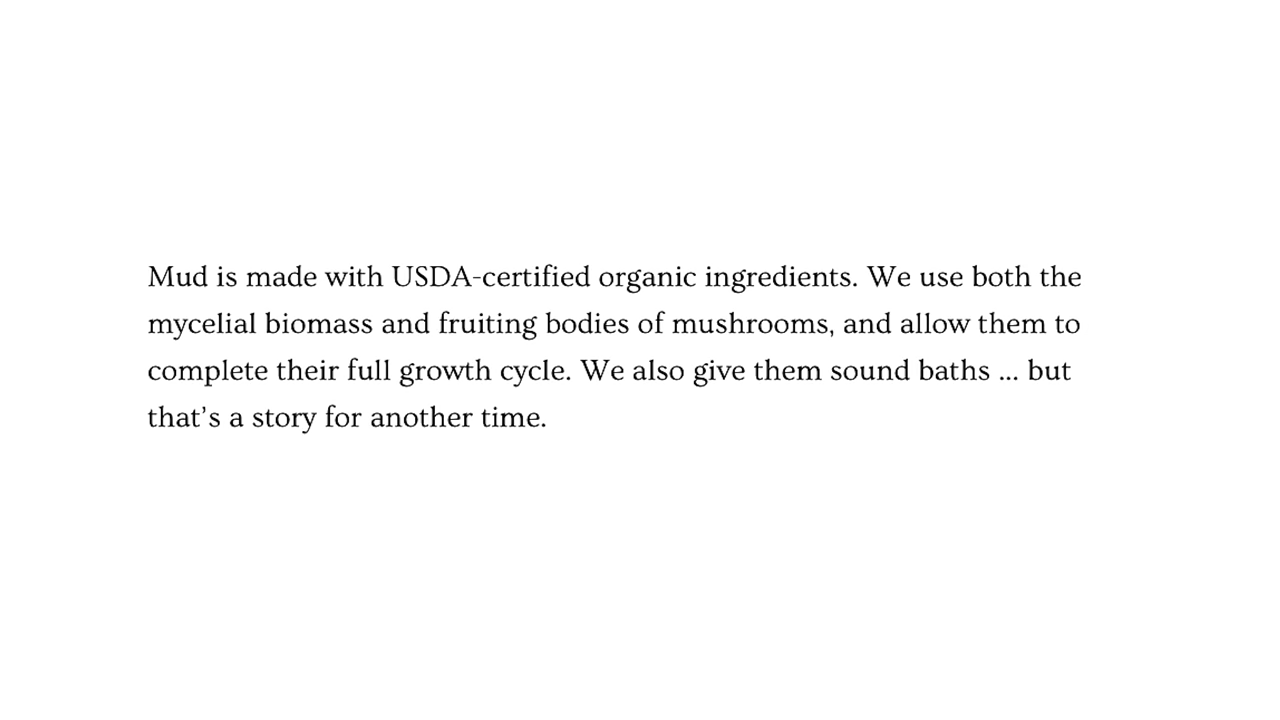 Mud is made with USDA-certified organic ingredients. We use both the
mycelial biomass and fruiting bodies of mushrooms, and allow them to
complete their full growth cycle. We also give them sound baths ... but
that’s a story for another time.